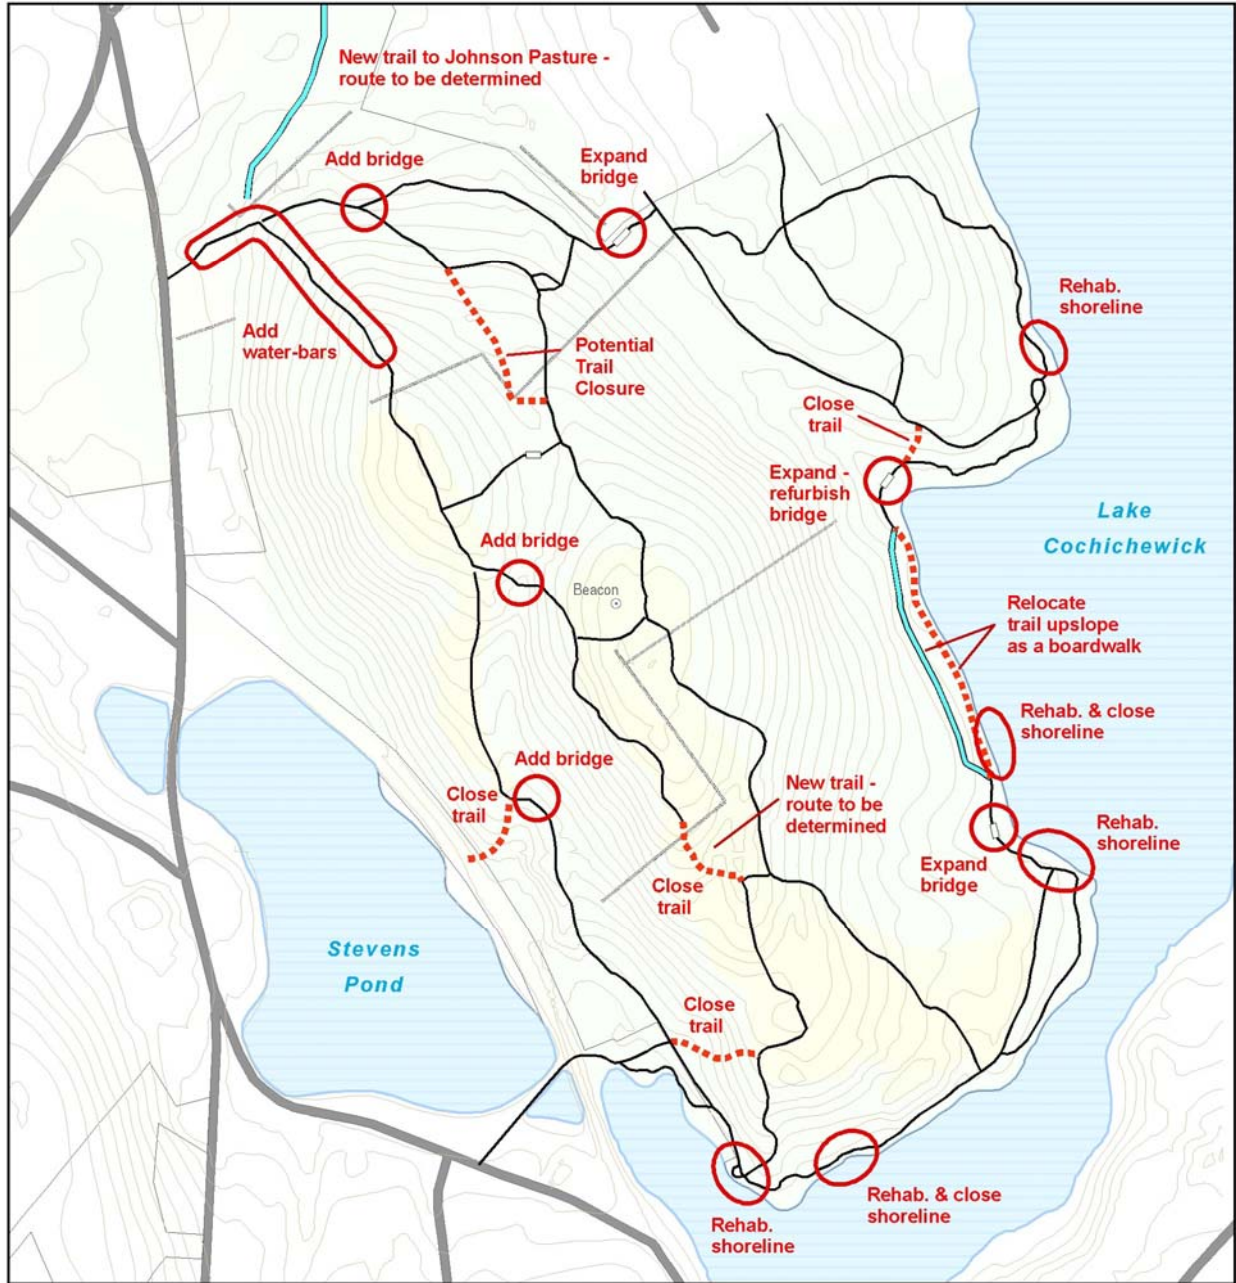 New trail to Johnson Pasture -
route to be determined
Add bridge
Expand
bridge
Rehab.
shoreline
Add
water-bars
Potential
Trail
Closure
Close
trail
Expand -
refurbish
bridge
Lake
Cochichewick
Add bridge
Beacon
Relocate
trail upslope
as a boardwalk
Rehab. & close
shoreline
Add bridge
Close
trail
New trail -
route to be
determined
Rehab.
shoreline
Expand
bridge
Close
trail
Stevens
Pond
Close
trail
Rehab. & close
shoreline
Rehab.
shoreline